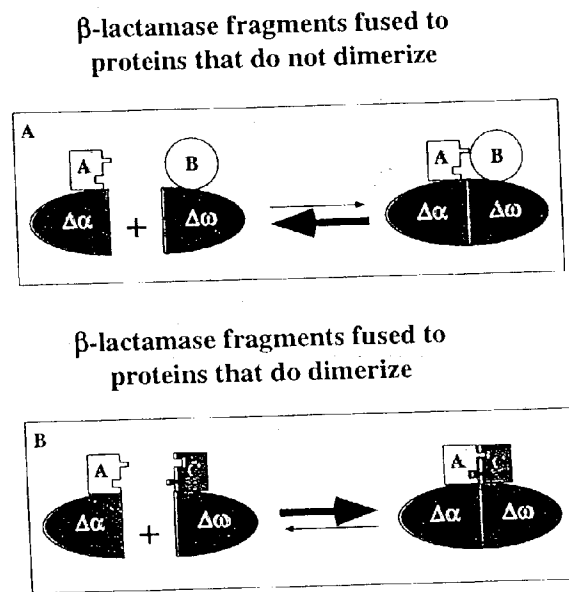 β-lactamase fragments fused to
proteins that do not dimerize
A
A B A B
Δα + Δω Δα Δω
β-lactamase fragments fused to
proteins that do dimerize
B
A C A C
Δα + Δω Δα Δω